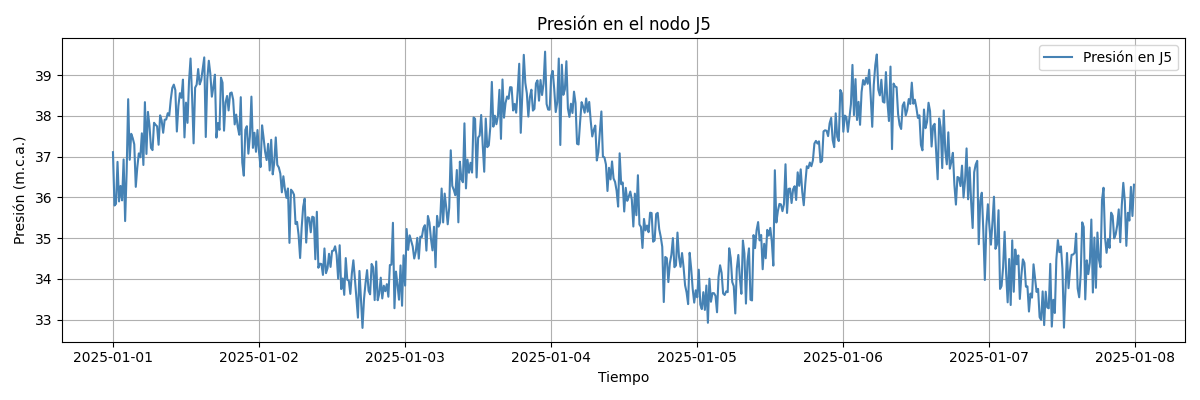 Presión en el nodo J5
Presión en J5
Presión (m.c.a.)
39
38
37
36
35
34
33
2025-01-01 2025-01-02 2025-01-03 2025-01-04 2025-01-05 2025-01-06 2025-01-07 2025-01-08
Tiempo